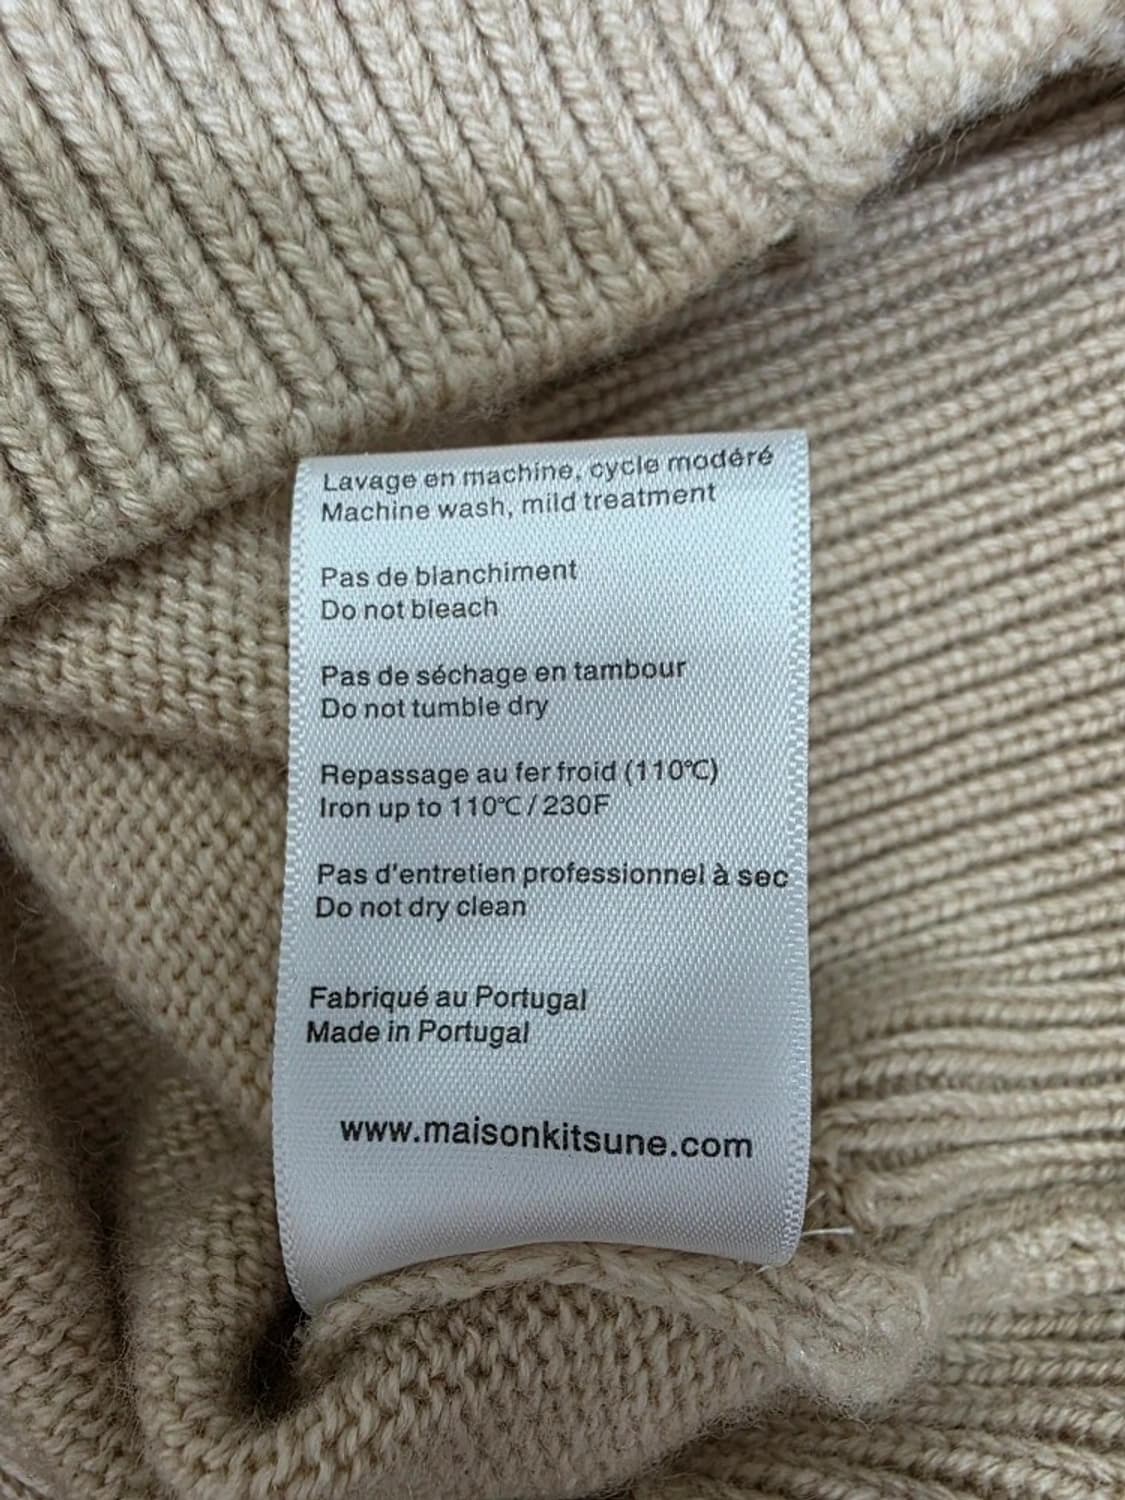 Lavage en machine, cycle modéré
Machine wash, mild treatment
Pas de blanchiment
Do not bleach
Pas de séchage en tambour
Do not tumble dry
Repassage au fer froid (110℃)
Iron up to 110℃ / 230F
Pas d'entretien professionnel à sec
Do not dry clean
Fabriqué au Portugal
Made in Portugal
www.maisonkitsune.com